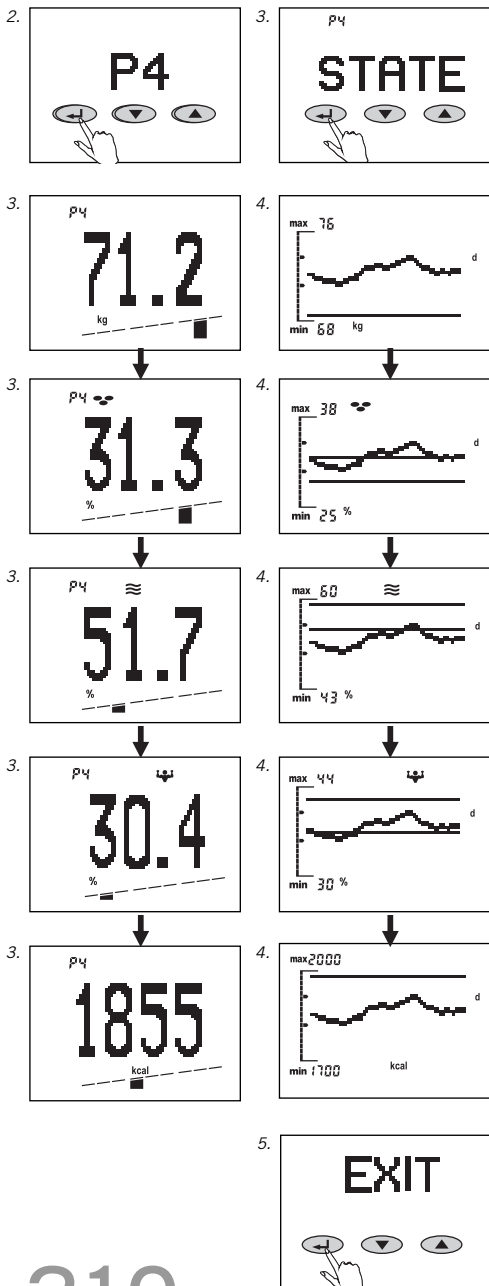 2.
P4
3.
P4
STATE
3.
P4
71.2
kg
4.
max 76
d
min 68 kg
3.
P4
31.3
%
4.
max 38
d
min 25 %
3.
P4
51.7
%
4.
max 60
d
min 43 %
3.
P4
30.4
%
4.
max 44
d
min 30 %
3.
P4
1855
kcal
4.
max 2000
d
min 1700 kcal
5.
EXIT